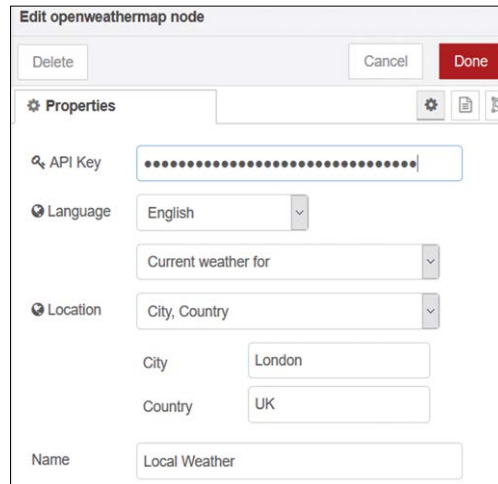 Edit openweathermap node
Delete Cancel Done
Properties
API Key ••••••••••••••••••••••••••••••••
Language English
Current weather for
Location City, Country
City London
Country UK
Name Local Weather